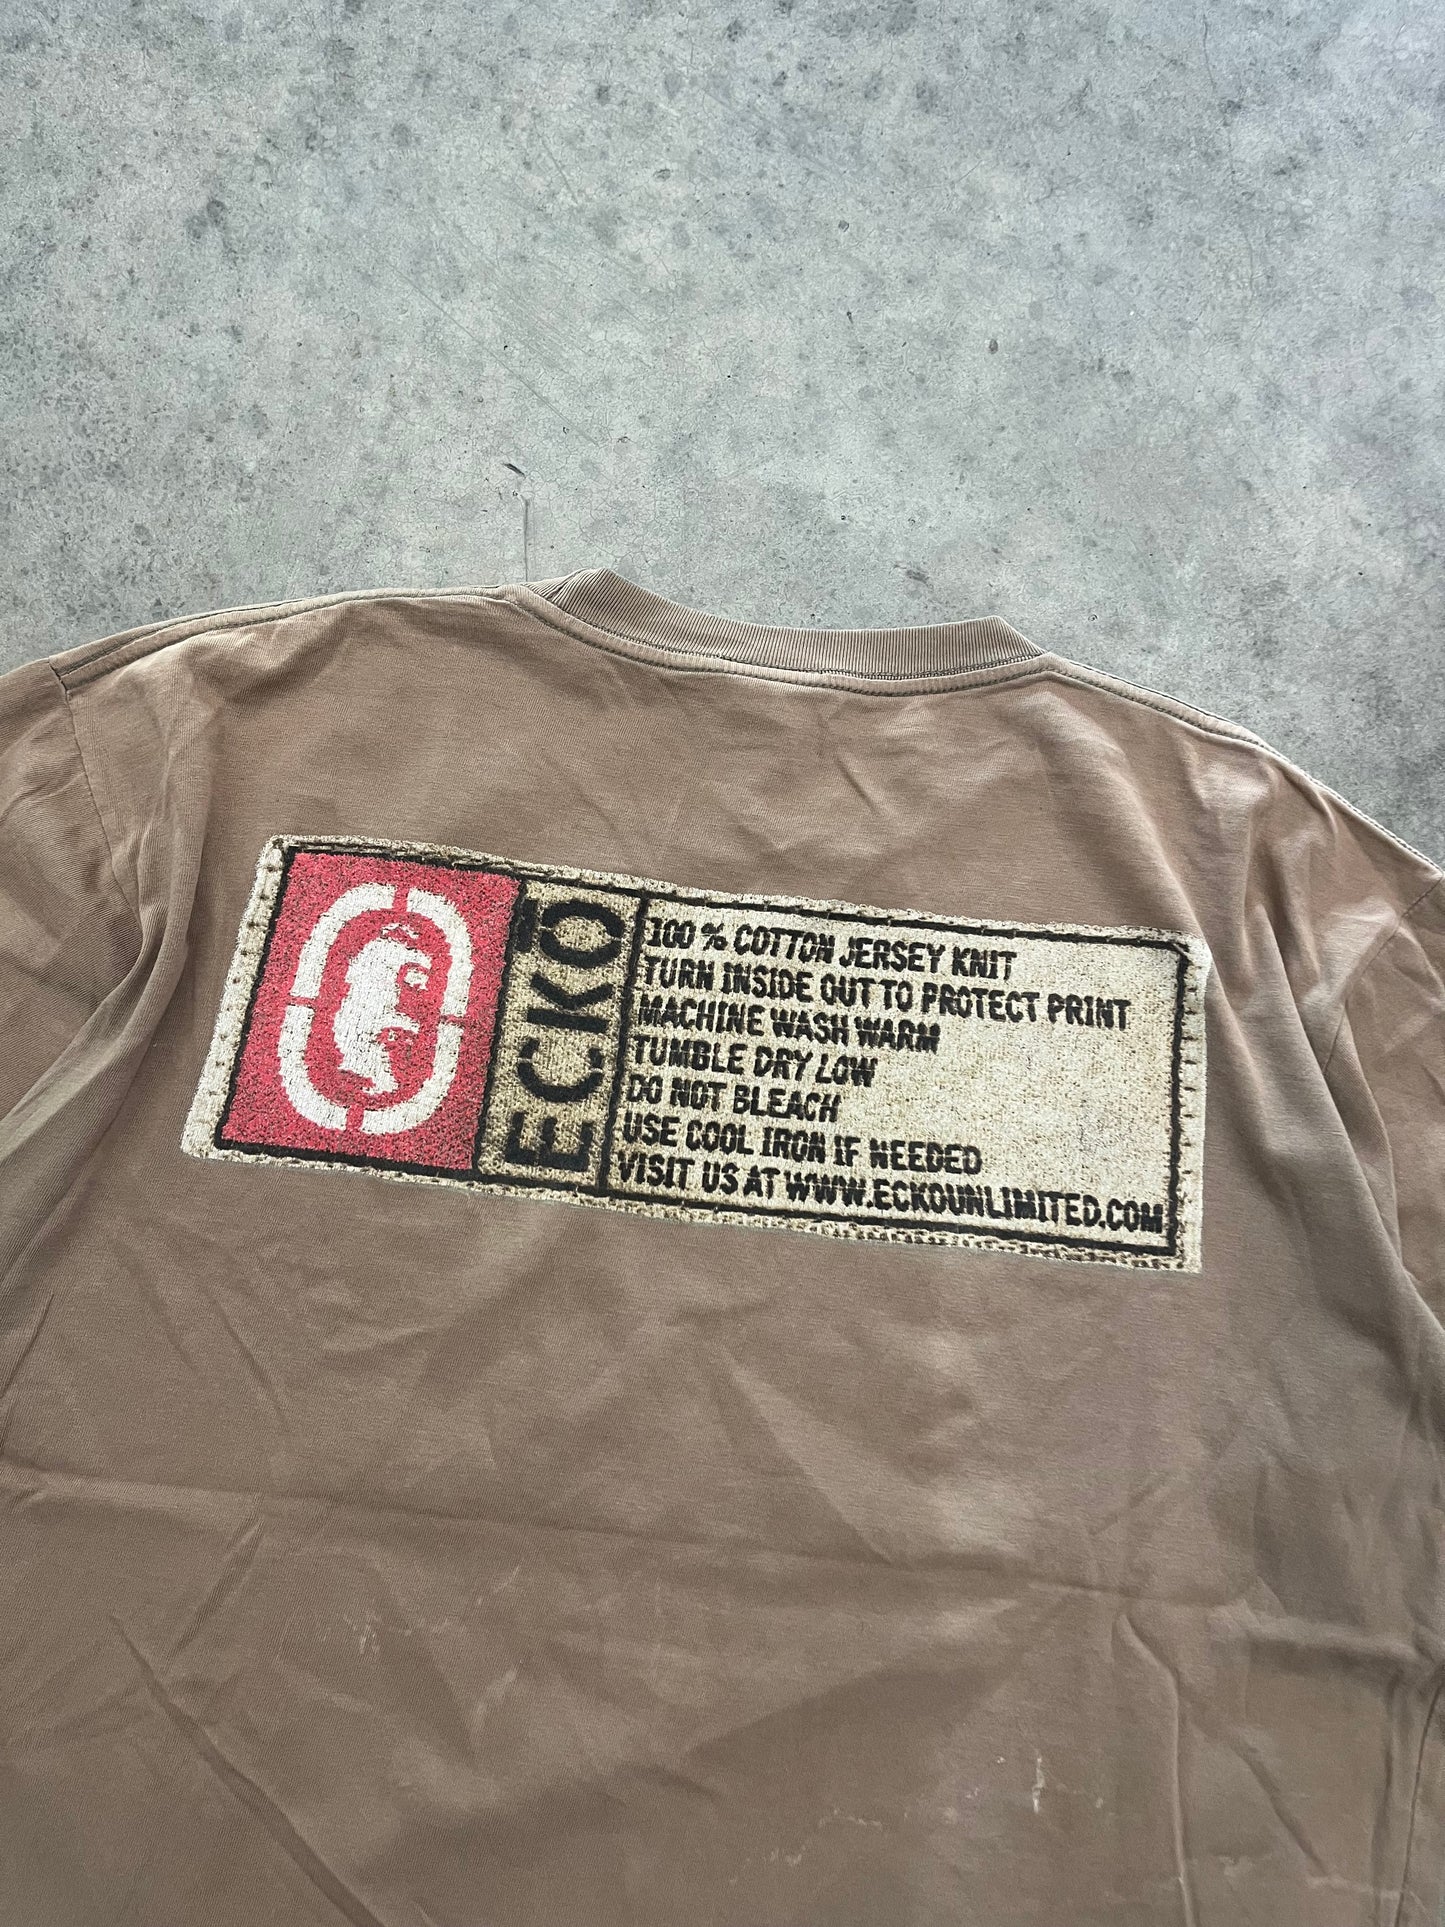 ECKŌ
100 % COTTON JERSEY KNIT
TURN INSIDE OUT TO PROTECT PRINT
MACHINE WASH WARM
TUMBLE DRY LOW
DO NOT BLEACH
USE COOL IRON IF NEEDED
VISIT US AT WWW.ECKOUNLIMITED.COM